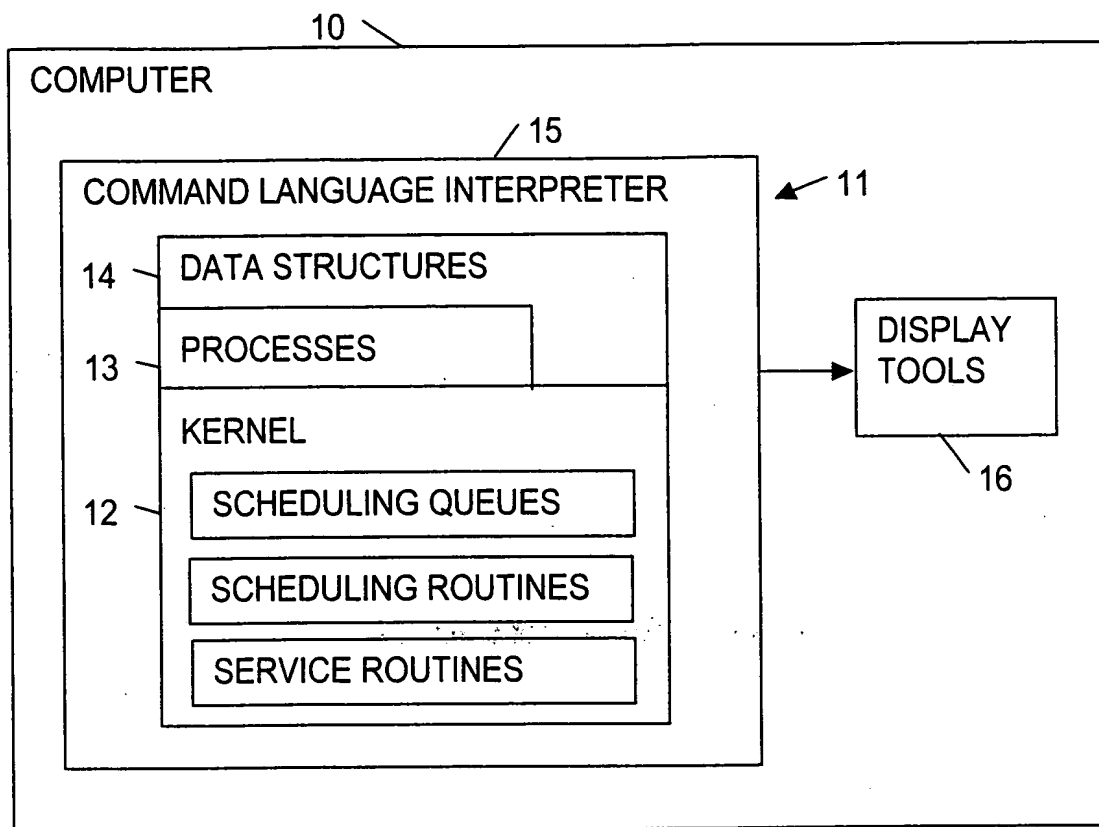 10
COMPUTER
15
COMMAND LANGUAGE INTERPRETER
11
14
DATA STRUCTURES
13
PROCESSES
DISPLAY
TOOLS
KERNEL
16
12
SCHEDULING QUEUES
SCHEDULING ROUTINES
SERVICE ROUTINES